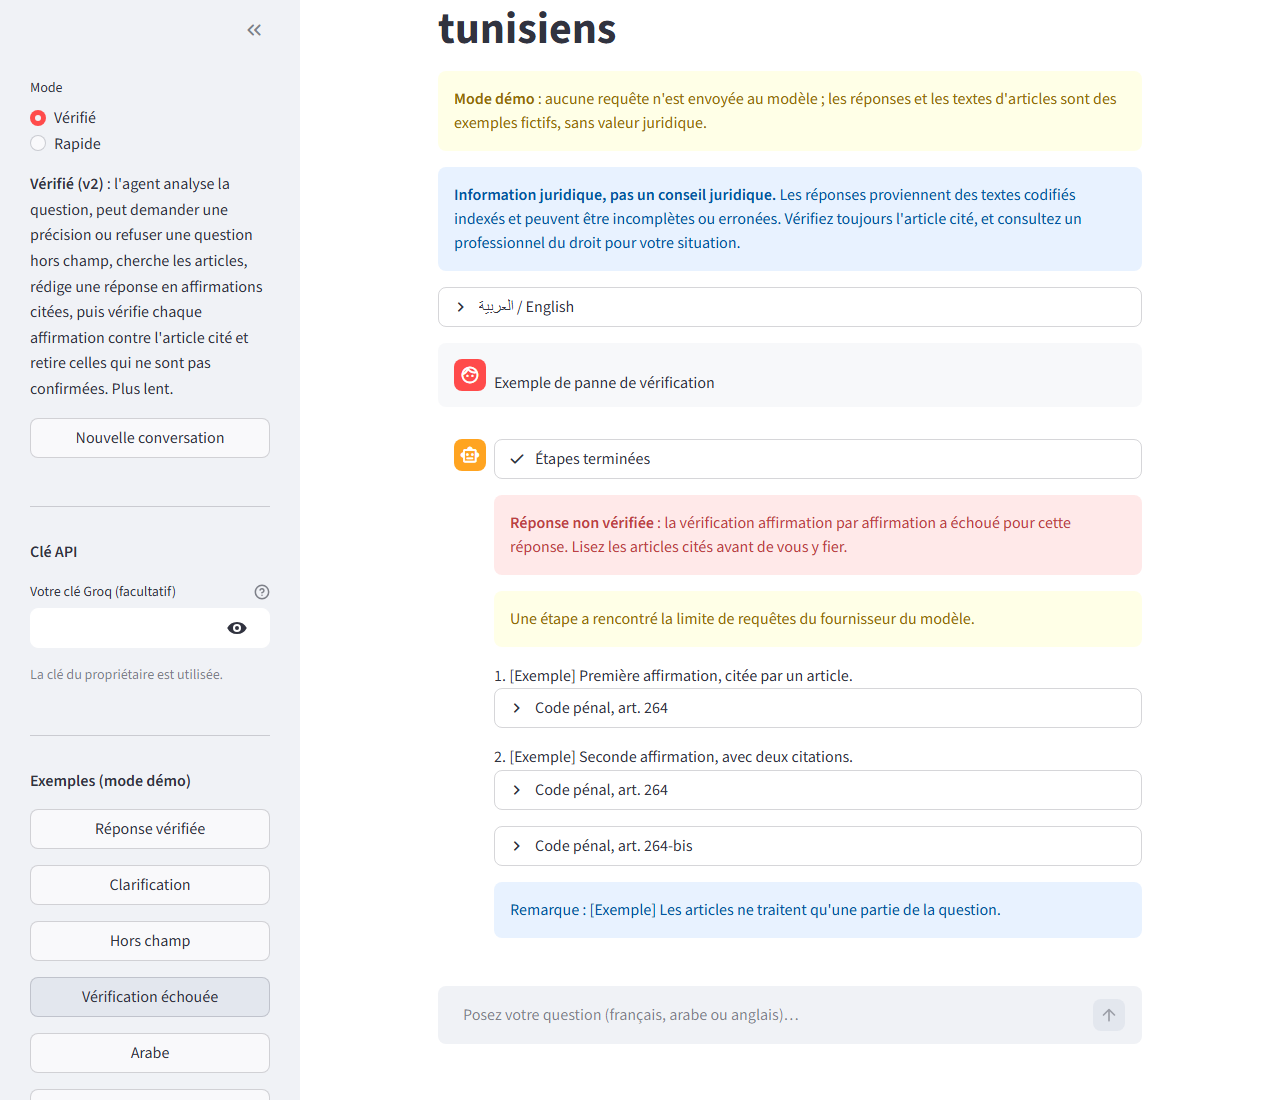 Mode
Vérifié
Rapide
Vérifié (v2) : l'agent analyse la
question, peut demander une
précision ou refuser une question
hors champ, cherche les articles,
rédige une réponse en affirmations
citées, puis vérifie chaque
affirmation contre l'article cité et
retire celles qui ne sont pas
confirmées. Plus lent.
Nouvelle conversation
Clé API
Votre clé Groq (facultatif)
La clé du propriétaire est utilisée.
Exemples (mode démo)
Réponse vérifiée
Clarification
Hors champ
Vérification échouée
Arabe
tunisiens
Mode démo : aucune requête n'est envoyée au modèle ; les réponses et les textes d'articles sont des
exemples fictifs, sans valeur juridique.
Information juridique, pas un conseil juridique. Les réponses proviennent des textes codifiés
indexés et peuvent être incomplètes ou erronées. Vérifiez toujours l'article cité, et consultez un
professionnel du droit pour votre situation.
العربية / English
Exemple de panne de vérification
Étapes terminées
Réponse non vérifiée : la vérification affirmation par affirmation a échoué pour cette
réponse. Lisez les articles cités avant de vous y fier.
Une étape a rencontré la limite de requêtes du fournisseur du modèle.
1. [Exemple] Première affirmation, citée par un article.
Code pénal, art. 264
2. [Exemple] Seconde affirmation, avec deux citations.
Code pénal, art. 264
Code pénal, art. 264-bis
Remarque : [Exemple] Les articles ne traitent qu'une partie de la question.
Posez votre question (français, arabe ou anglais)…